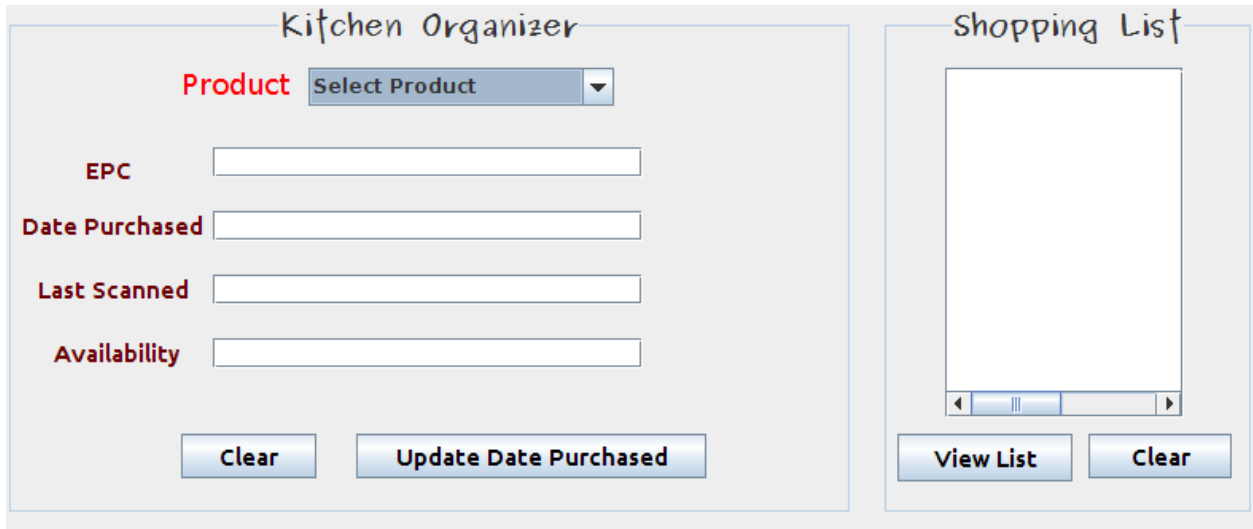 Kitchen Organizer
Product Select Product
EPC
Date Purchased
Last Scanned
Availability
Clear Update Date Purchased
Shopping List
View List Clear